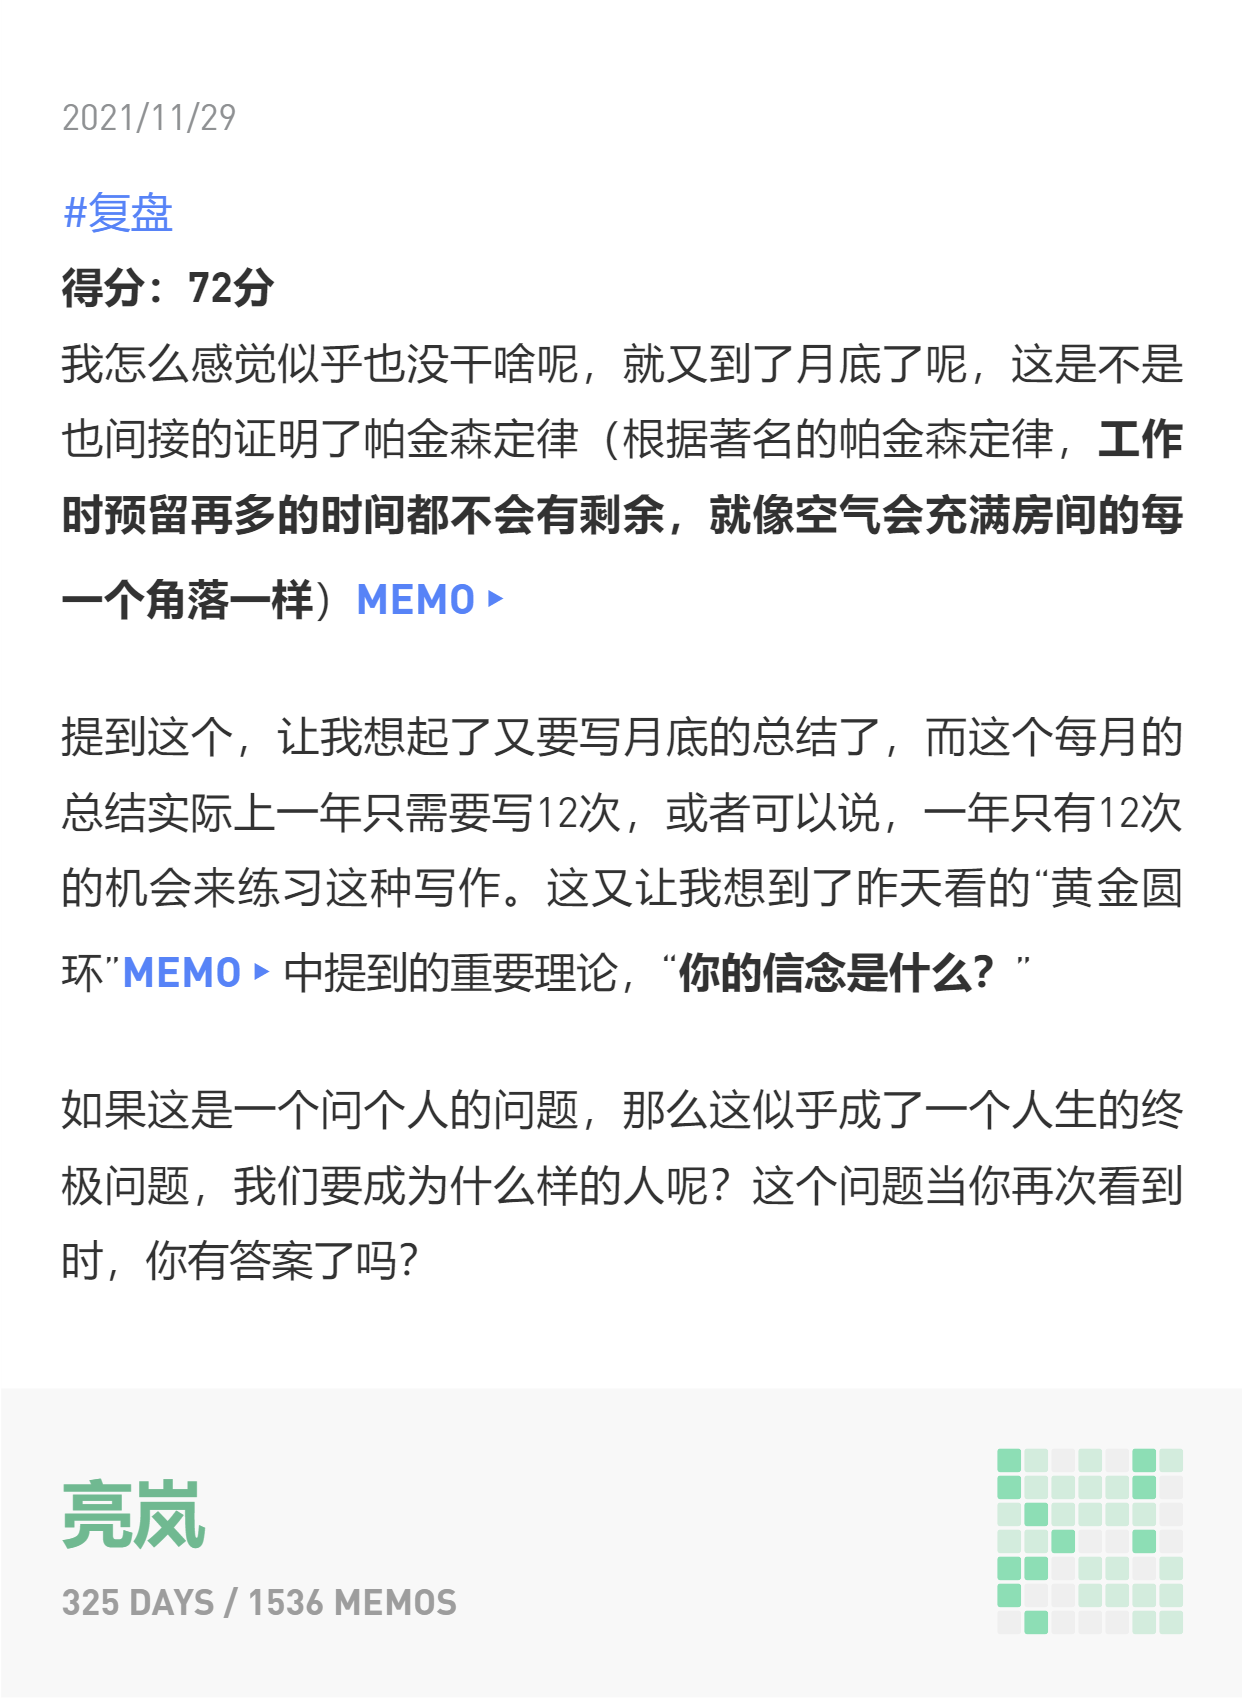 2021/11/29
#复盘
得分：72分
我怎么感觉似乎也没干啥呢，就又到了月底了呢，这是不是
也间接的证明了帕金森定律（根据著名的帕金森定律，工作
时预留再多的时间都不会有剩余，就像空气会充满房间的每
一个角落一样）MEMO ▸
提到这个，让我想起了又要写月底的总结了，而这个每月的
总结实际上一年只需要写12次，或者可以说，一年只有12次
的机会来练习这种写作。这又让我想到了昨天看的“黄金圆
环”MEMO ▸ 中提到的重要理论，“你的信念是什么？”
如果这是一个问个人的问题，那么这似乎成了一个人生的终
极问题，我们要成为什么样的人呢？这个问题当你再次看到
时，你有答案了吗？
亮岚
325 DAYS / 1536 MEMOS